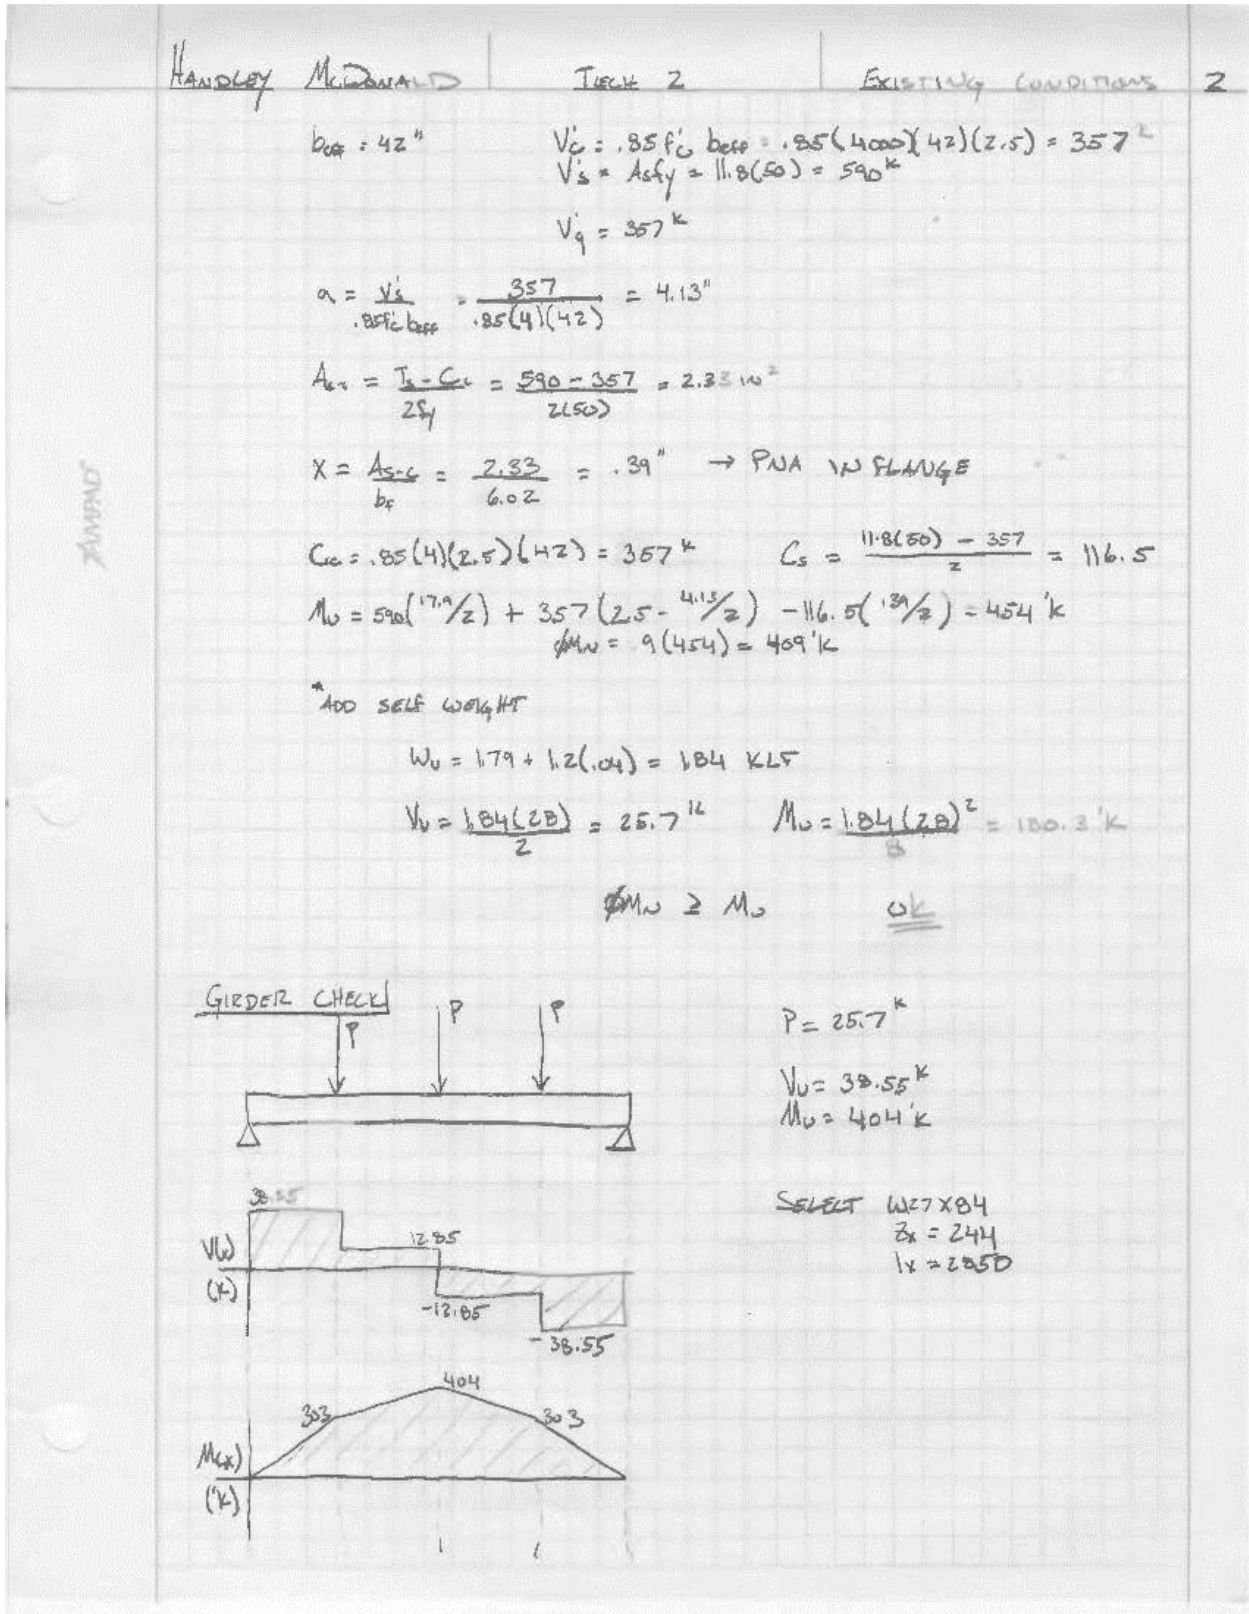 HANDLEY McDONALD TECH 2 EXISTING CONDITIONS 2
beff = 42" V'c = .85f'c beff = .85(4000)(42)(2.5) = 357k
V's = Asfy = 11.8(50) = 590k
V'q = 357k
a = V's / .85f'c beff = 357 / .85(4)(42) = 4.13"
As-c = Ts - Cc / 2fy = 590 - 357 / 2(50) = 2.33 in²
X = As-c / bf = 2.33 / 6.02 = .39" → PNA IN FLANGE
Cc = .85(4)(2.5)(42) = 357k Cs = 11.8(50) - 357 / 2 = 116.5
MN = 590(17.9/2) + 357(2.5 - 4.13/2) - 116.5(.39/2) = 454 'k
ϕMN = .9(454) = 409 'k
*ADD SELF WEIGHT
WU = 1.79 + 1.2(.04) = 1.84 KLF
VU = 1.84(28) / 2 = 25.7k MU = 1.84(28)² / 8 = 180.3 'k
ϕMN ≥ MU ok
GIRDER CHECK
P P P
P = 25.7k
VU = 38.55k
MU = 404 'k
SELECT W27x84
Zx = 244
Ix = 2850
38.55
12.85
V(x)
(k)
-12.85
-38.55
404
303 303
M(x)
('k)
AMPAD